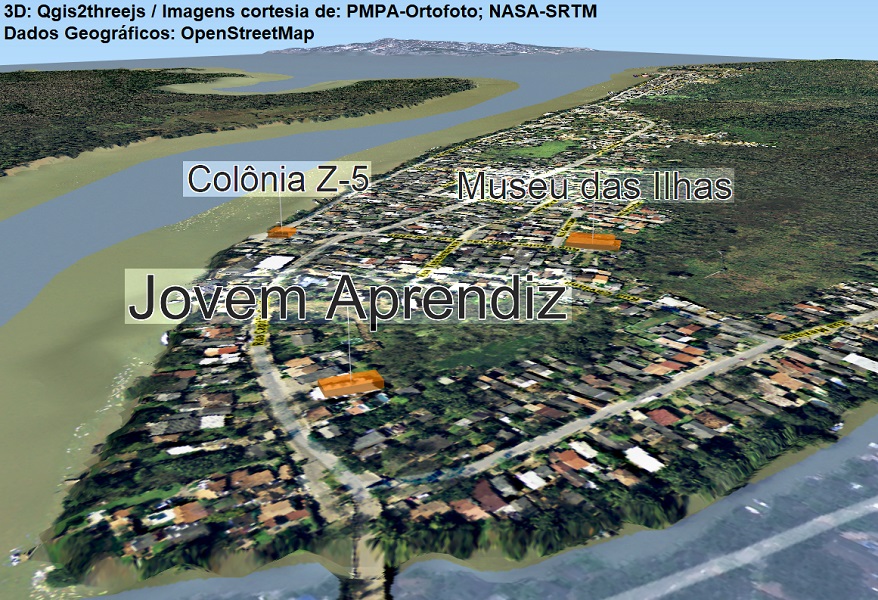 3D: Qgis2threejs / Imagens cortesia de: PMPA-Ortofoto; NASA-SRTM
Dados Geográficos: OpenStreetMap
Colônia Z-5
Museu das Ilhas
Jovem Aprendiz